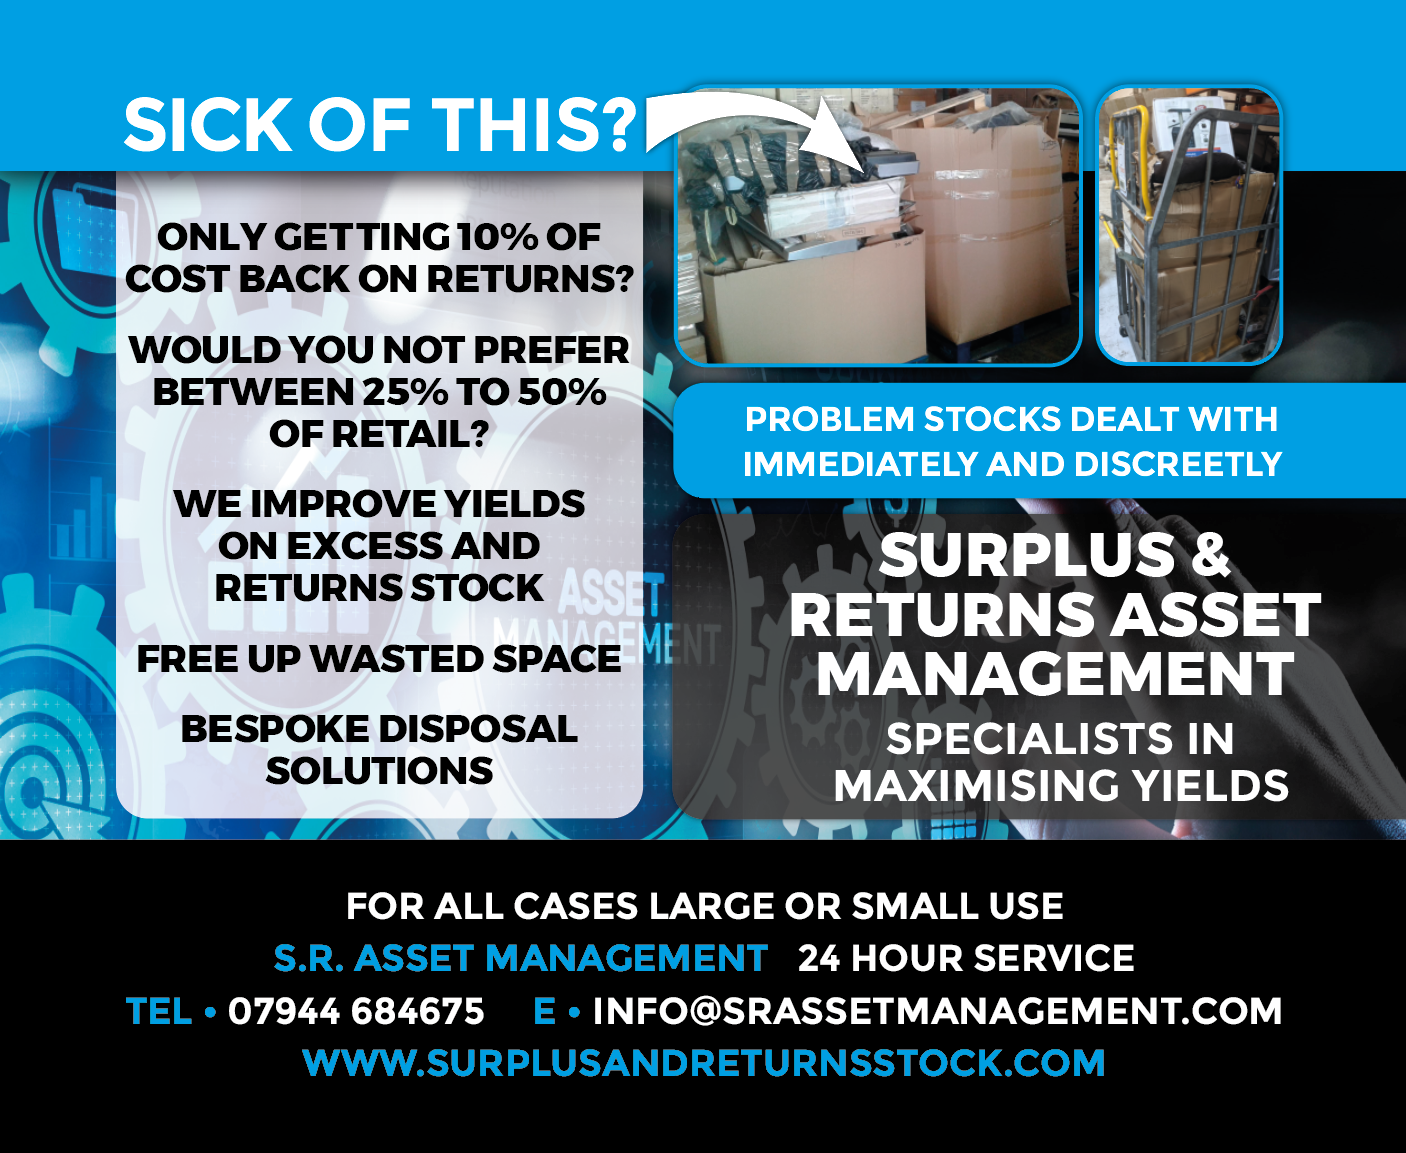 SICK OF THIS?
ONLY GETTING 10% OF
COST BACK ON RETURNS?
WOULD YOU NOT PREFER
BETWEEN 25% TO 50%
OF RETAIL?
WE IMPROVE YIELDS
ON EXCESS AND
RETURNS STOCK
FREE UP WASTED SPACE
BESPOKE DISPOSAL
SOLUTIONS
ASSET
MANAGEMENT
PROBLEM STOCKS DEALT WITH
IMMEDIATELY AND DISCREETLY
SURPLUS &
RETURNS ASSET
MANAGEMENT
SPECIALISTS IN
MAXIMISING YIELDS
FOR ALL CASES LARGE OR SMALL USE
S.R. ASSET MANAGEMENT 24 HOUR SERVICE
TEL • 07944 684675 E • INFO@SRASSETMANAGEMENT.COM
WWW.SURPLUSANDRETURNSSTOCK.COM